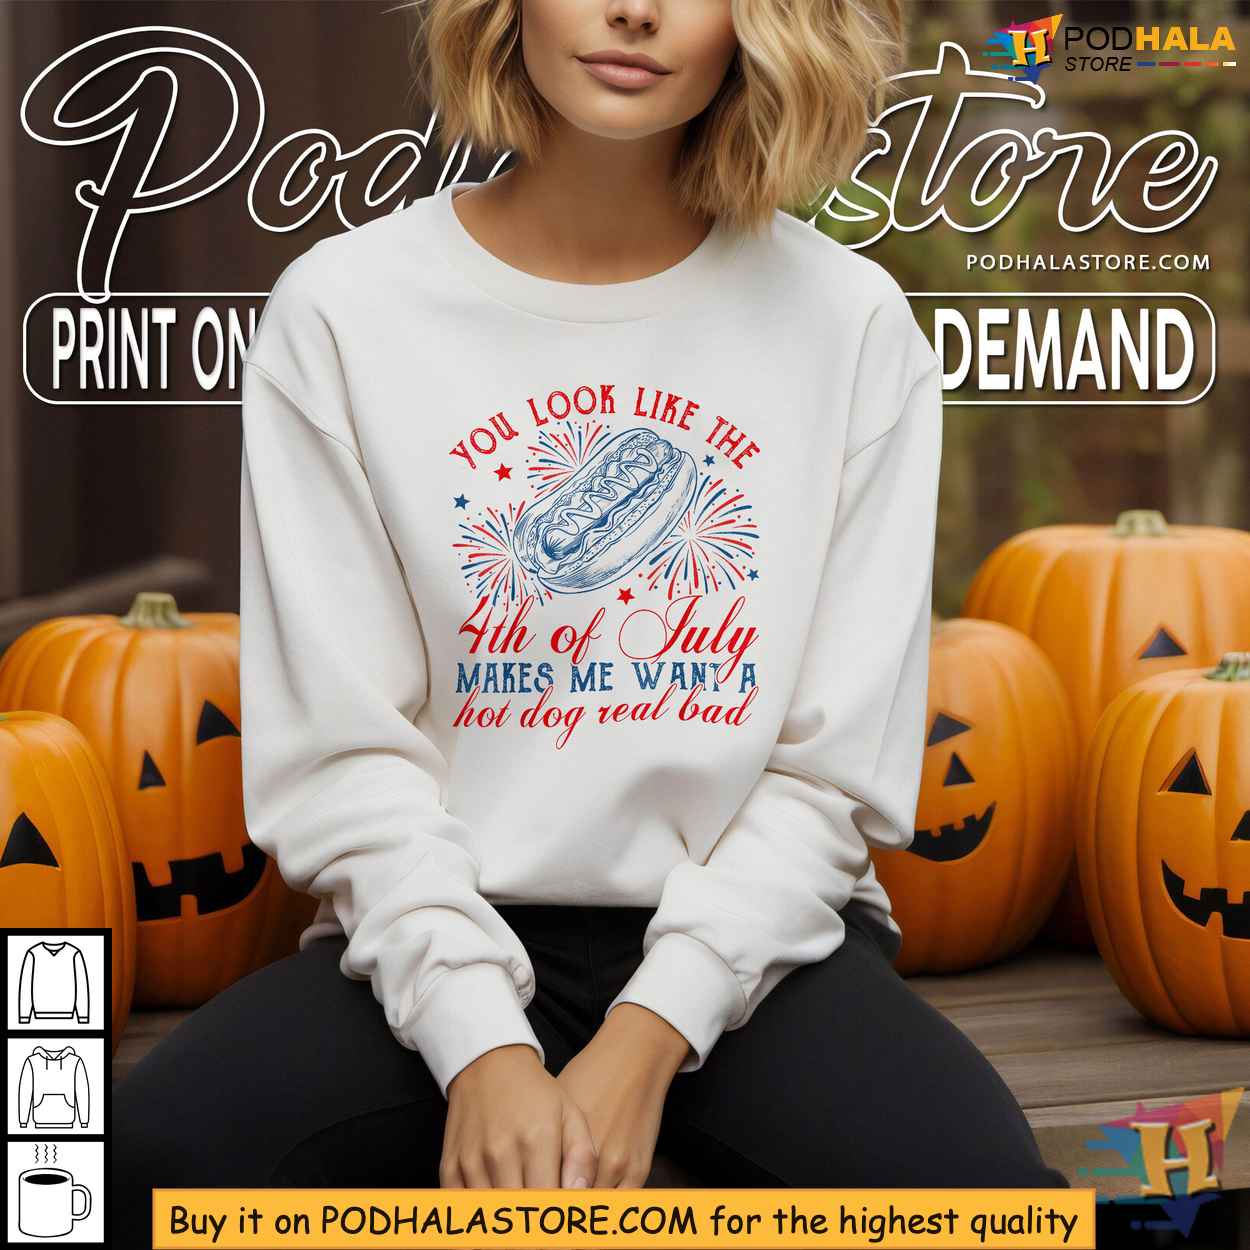 PODHALA
STORE
Pod
store
PODHALASTORE.COM
PRINT ON DEMAND
YOU LOOK LIKE THE
4th of July
MAKES ME WANT A
hot dog real bad
H
Buy it on PODHALASTORE.COM for the highest quality